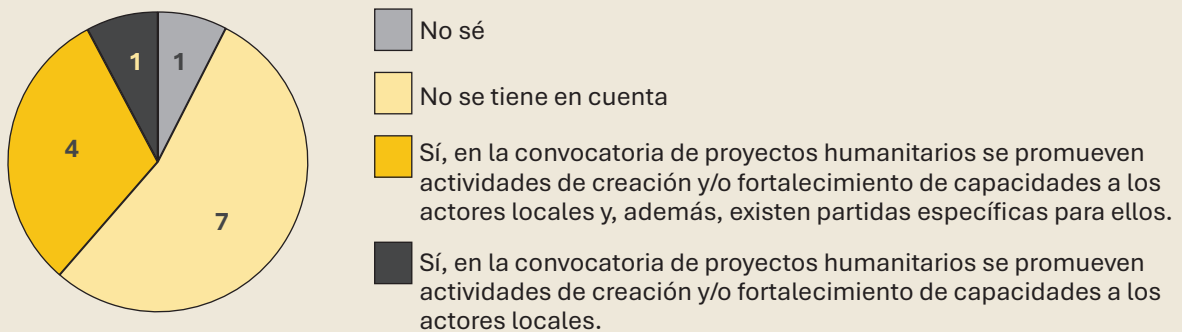 1
1
4
7
No sé
No se tiene en cuenta
Sí, en la convocatoria de proyectos humanitarios se promueven
actividades de creación y/o fortalecimiento de capacidades a los
actores locales y, además, existen partidas específicas para ellos.
Sí, en la convocatoria de proyectos humanitarios se promueven
actividades de creación y/o fortalecimiento de capacidades a los
actores locales.